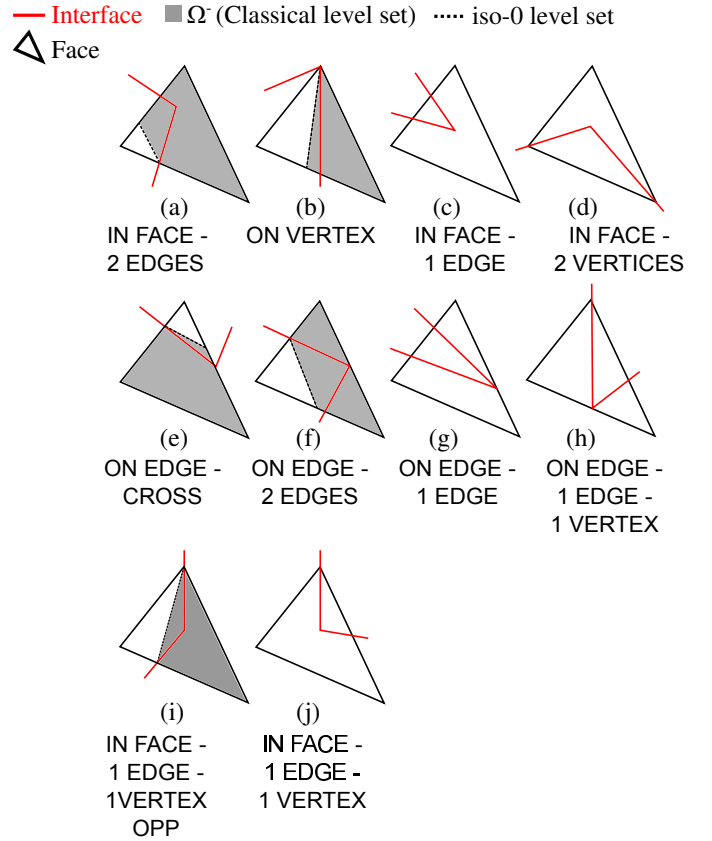 Interface Ω⁻ (Classical level set) iso-0 level set
Face
(a) (b) (c) (d)
IN FACE - ON VERTEX IN FACE - IN FACE -
2 EDGES 1 EDGE 2 VERTICES
(e) (f) (g) (h)
ON EDGE - ON EDGE - ON EDGE - ON EDGE -
CROSS 2 EDGES 1 EDGE 1 EDGE -
1 VERTEX
(i) (j)
IN FACE - IN FACE -
1 EDGE - 1 EDGE -
1VERTEX 1 VERTEX
OPP